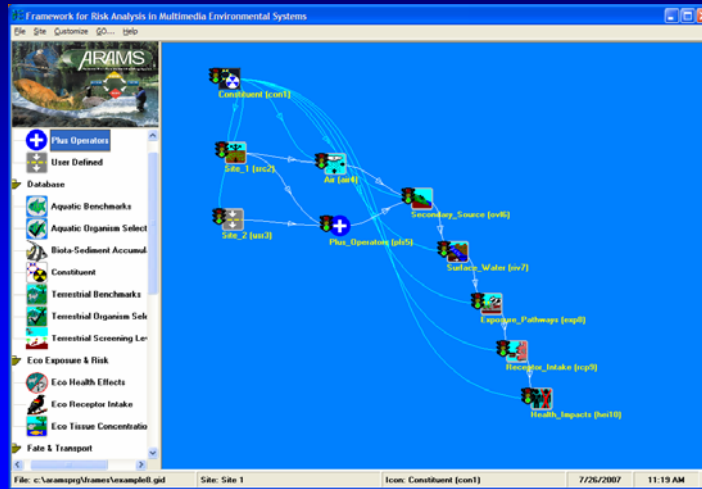 Framework for Risk Analysis in Multimedia Environmental Systems
File Site Customize GO... Help
ARAMS
Plus Operators
User Defined
Database
Aquatic Benchmarks
Aquatic Organism Select
Biota-Sediment Accumul
Constituent
Terrestrial Benchmarks
Terrestrial Organism Sele
Terrestrial Screening Lev
Eco Exposure & Risk
Eco Health Effects
Eco Receptor Intake
Eco Tissue Concentratio
Fate & Transport
Constituent (con1)
Site_1 (src2)
Air (air4)
Secondary_Source (ovl6)
Site_2 (usr3)
Plus_Operators (pls5)
Surface_Water (riv7)
Exposure_Pathways (exp8)
Receptor_Intake (rcp9)
Health_Impacts (hei10)
File: c:\aramsprg\frames\example8.gid Site: Site 1 Icon: Constituent (con1) 7/26/2007 11:19 AM